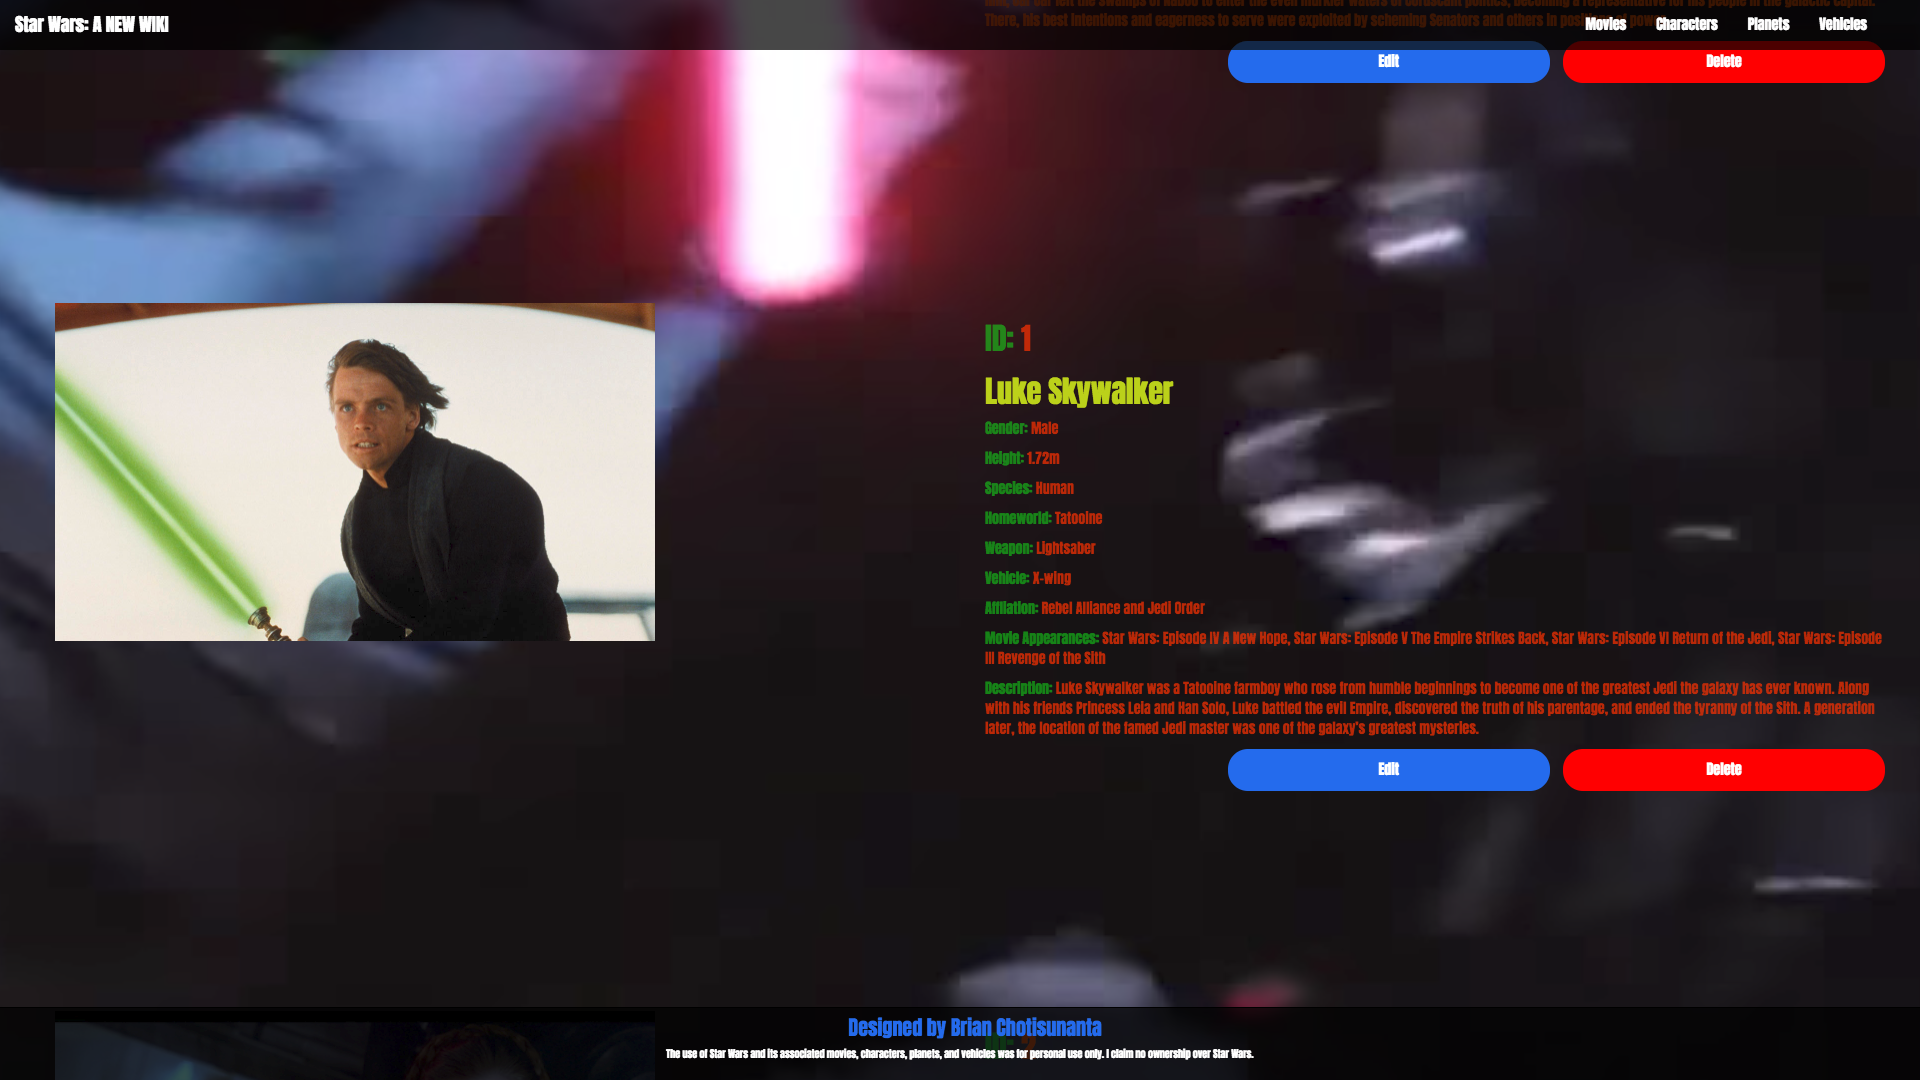 Star Wars: A NEW WIKI
Movies
Characters
Planets
Vehicles
There, his best intentions and eagerness to serve were exploited by scheming Senators and others in
Edit
Delete
ID: 1
Luke Skywalker
Gender: Male
Height: 1.72m
Species: Human
Homeworld: Tatooine
Weapon: Lightsaber
Vehicle: X-wing
Affiliation: Rebel Alliance and Jedi Order
Movie Appearances: Star Wars: Episode IV A New Hope, Star Wars: Episode V The Empire Strikes Back, Star Wars: Episode VI Return of the Jedi, Star Wars: Episode
III Revenge of the Sith
Description: Luke Skywalker was a Tatooine farmboy who rose from humble beginnings to become one of the greatest Jedi the galaxy has ever known. Along
with his friends Princess Leia and Han Solo, Luke battled the evil Empire, discovered the truth of his parentage, and ended the tyranny of the Sith. A generation
later, the location of the famed Jedi master was one of the galaxy's greatest mysteries.
Edit
Delete
Designed by Brian Chotisunanta
The use of Star Wars and its associated movies, characters, planets, and vehicles was for personal use only. I claim no ownership over Star Wars.